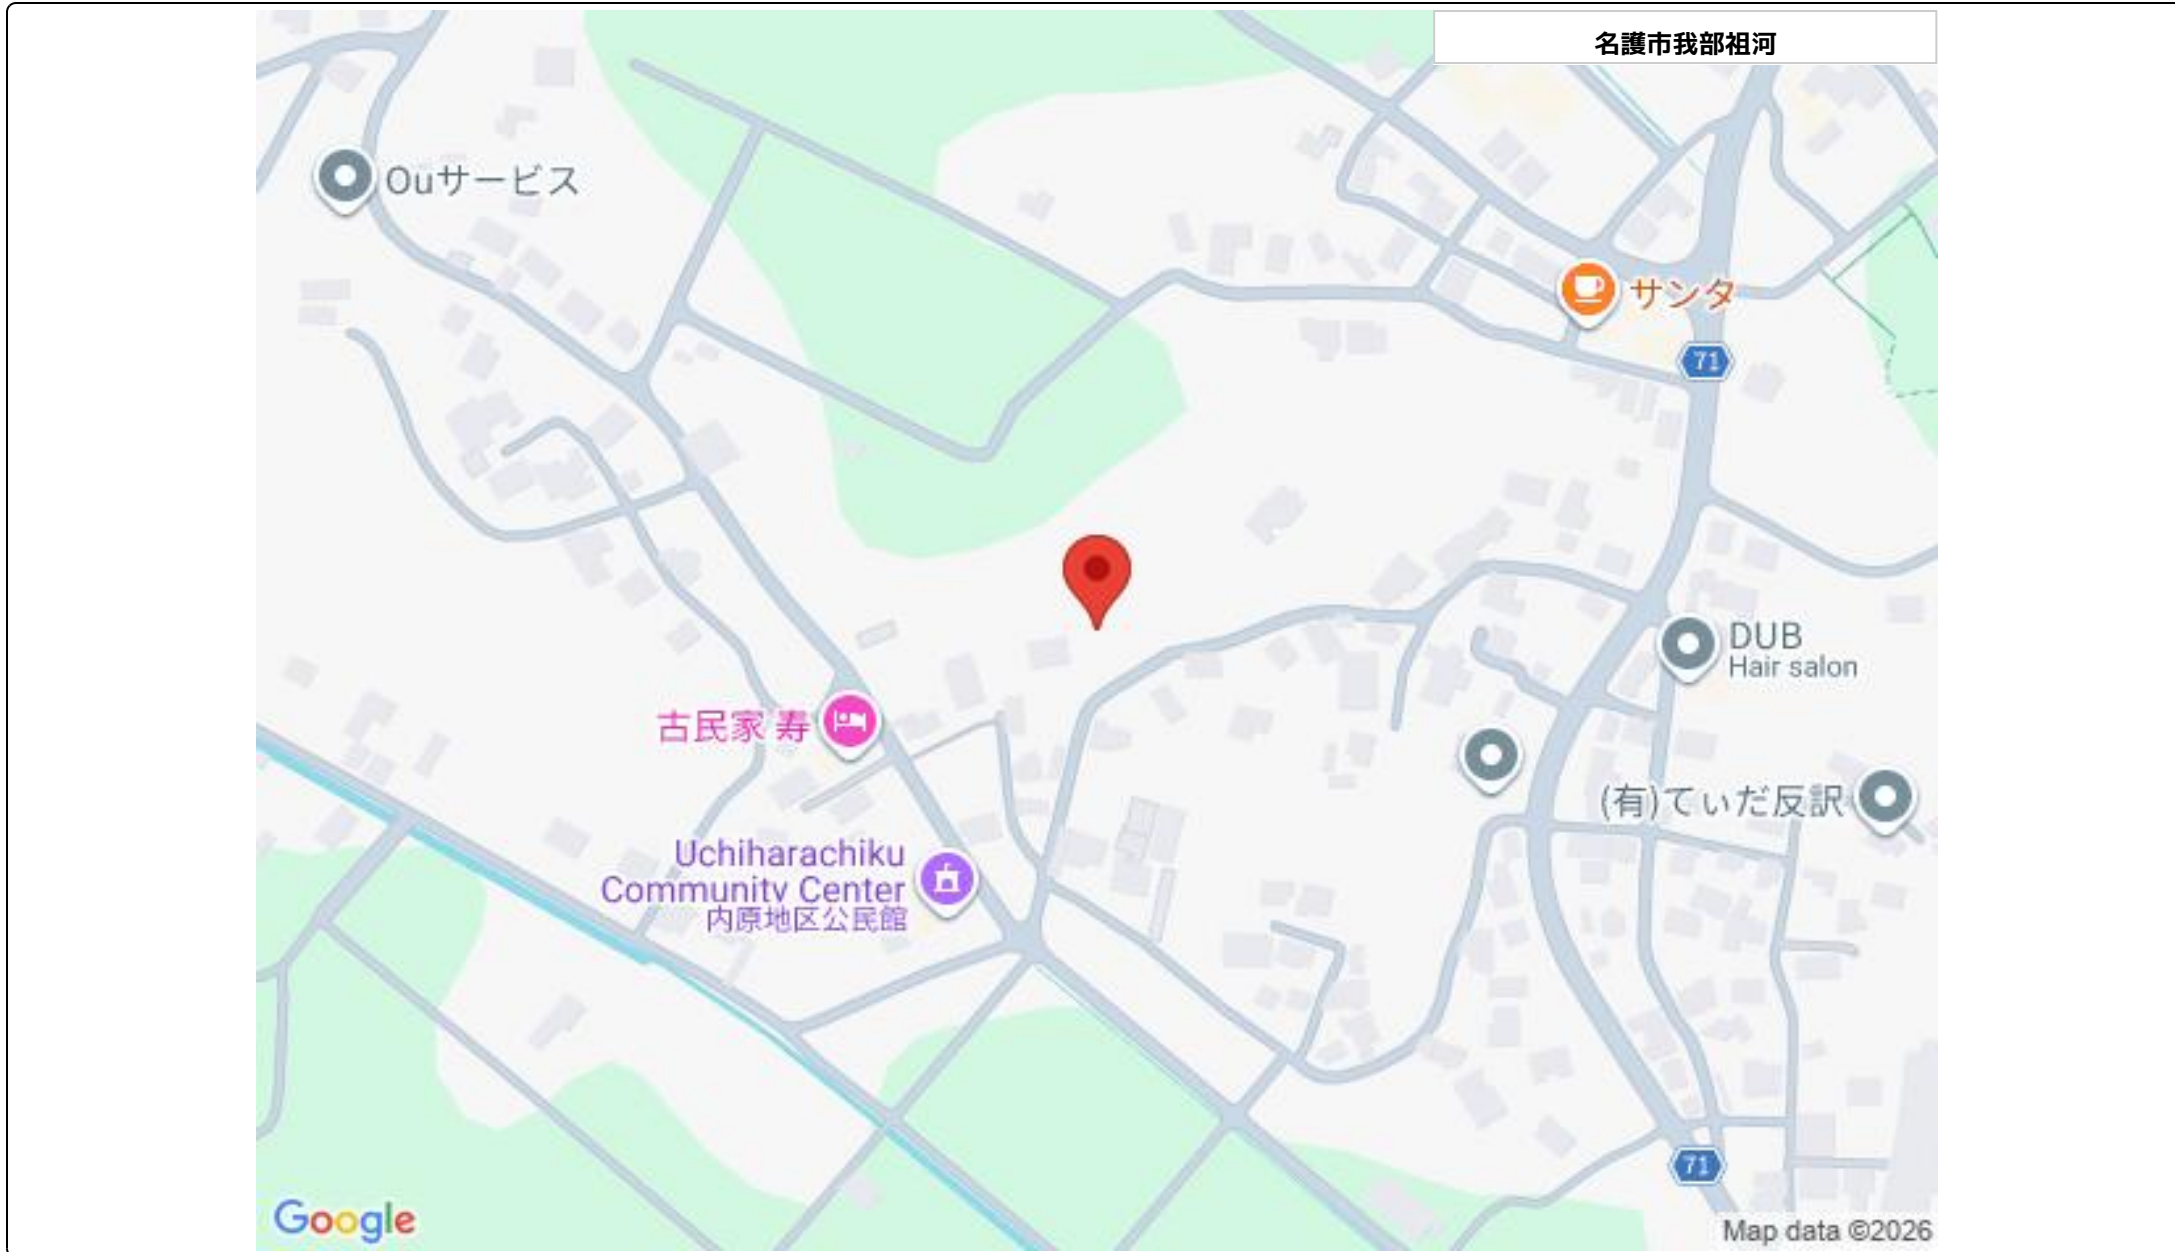 名護市我部祖河
Ouサービス
サンタ
71
DUB
Hair salon
古民家 寿
(有)てぃだ反訳
Uchiharachiku
Community Center
内原地区公民館
71
Google
Map data ©2026